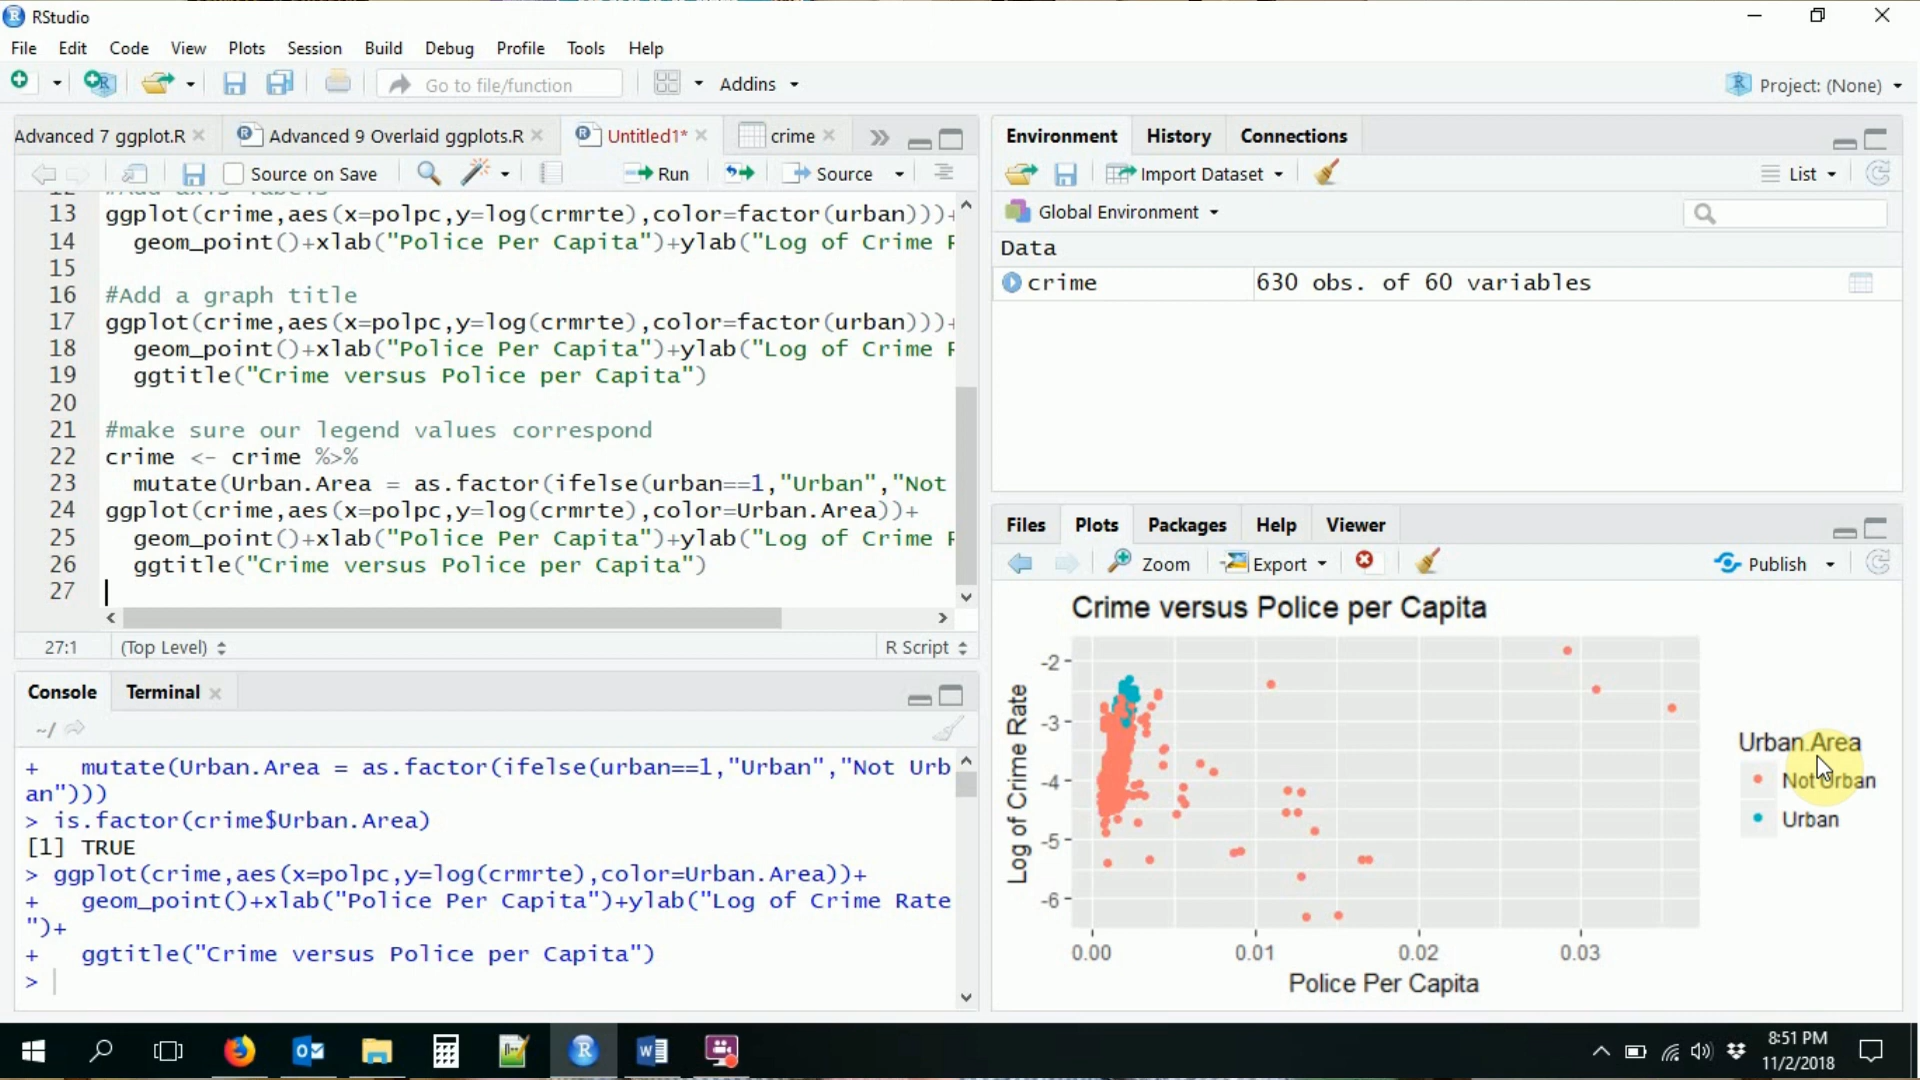 RStudio
File Edit Code View Plots Session Build Debug Profile Tools Help
Go to file/function Addins Project: (None)
Advanced 7 ggplot.R Advanced 9 Overlaid ggplots.R Untitled1* crime
Source on Save Run Source
13 ggplot(crime,aes(x=polpc,y=log(crmrte),color=factor(urban)))+
14 geom_point()+xlab("Police Per Capita")+ylab("Log of Crime R
15
16 #Add a graph title
17 ggplot(crime,aes(x=polpc,y=log(crmrte),color=factor(urban)))+
18 geom_point()+xlab("Police Per Capita")+ylab("Log of Crime R
19 ggtitle("Crime versus Police per Capita")
20
21 #make sure our legend values correspond
22 crime <- crime %>%
23 mutate(Urban.Area = as.factor(ifelse(urban==1,"Urban","Not
24 ggplot(crime,aes(x=polpc,y=log(crmrte),color=Urban.Area))+
25 geom_point()+xlab("Police Per Capita")+ylab("Log of Crime R
26 ggtitle("Crime versus Police per Capita")
27
27:1 (Top Level) R Script
Console Terminal
~/
+ mutate(Urban.Area = as.factor(ifelse(urban==1,"Urban","Not Urb
an")))
> is.factor(crime$Urban.Area)
[1] TRUE
> ggplot(crime,aes(x=polpc,y=log(crmrte),color=Urban.Area))+
+ geom_point()+xlab("Police Per Capita")+ylab("Log of Crime Rate
")+
+ ggtitle("Crime versus Police per Capita")
>
Environment History Connections
Import Dataset List
Global Environment
Data
crime 630 obs. of 60 variables
Files Plots Packages Help Viewer
Zoom Export Publish
Crime versus Police per Capita
Log of Crime Rate
-2
-3
-4
-5
-6
0.00 0.01 0.02 0.03
Police Per Capita
Urban.Area
Not Urban
Urban
8:51 PM
11/2/2018